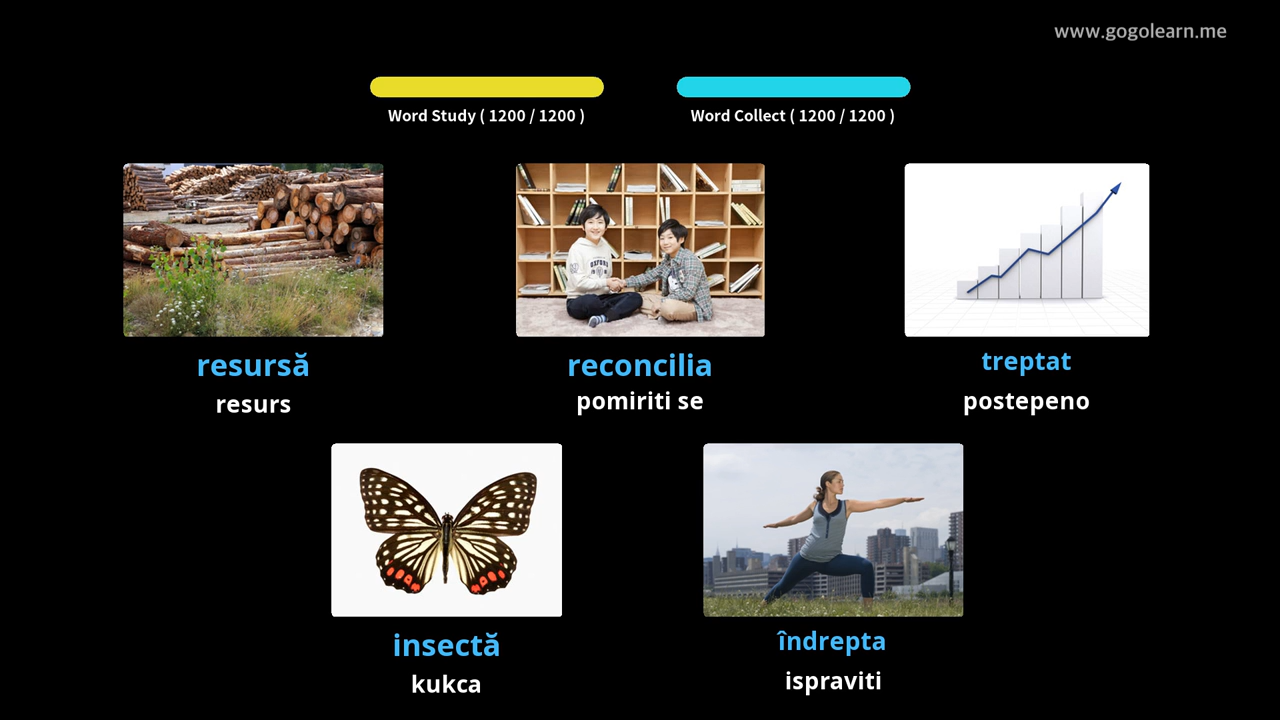 www.gogolearn.me
Word Study ( 1200 / 1200 )
Word Collect ( 1200 / 1200 )
OXFORD
resursă
reconcilia
treptat
resurs
pomiriti se
postepeno
insectă
îndrepta
kukca
ispraviti